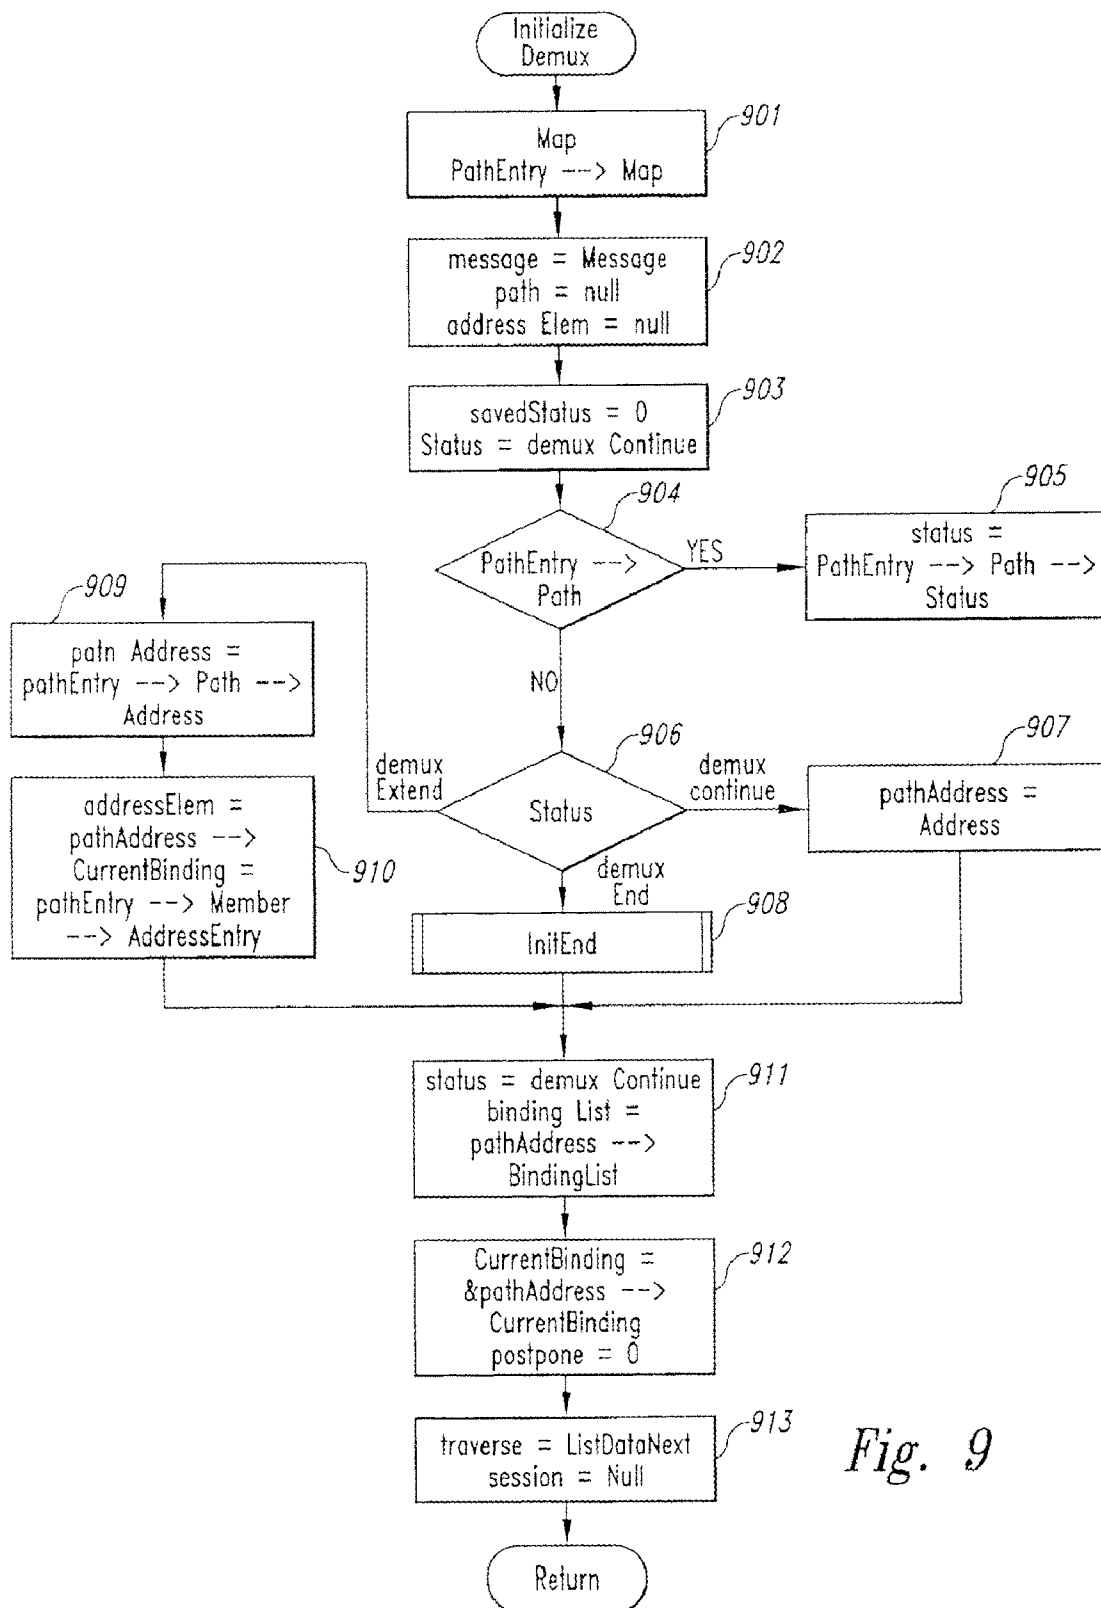 Initialize
Demux
901
Map
PathEntry --> Map
902
message = Message
path = null
address Elem = null
903
savedStatus = 0
Status = demux Continue
904
PathEntry -->
Path
YES
NO
905
status =
PathEntry --> Path -->
Status
909
patn Address =
pathEntry --> Path -->
Address
906
Status
demux
Extend
demux
continue
demux
End
907
pathAddress =
Address
addressElem =
pathAddress -->
CurrentBinding =
pathEntry --> Member
--> AddressEntry
910
908
InitEnd
911
status = demux Continue
binding List =
pathAddress -->
BindingList
912
CurrentBinding =
&pathAddress -->
CurrentBinding
postpone = 0
913
traverse = ListDataNext
session = Null
Return
Fig. 9